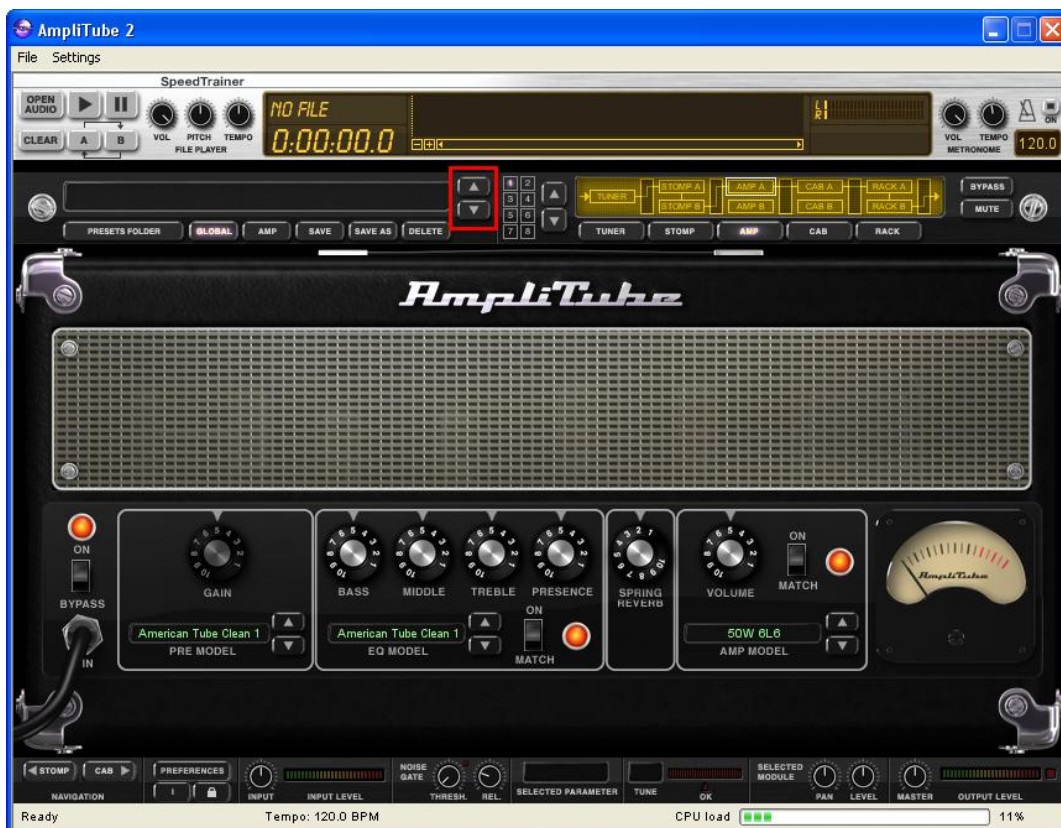 AmpliTube 2
File Settings
SpeedTrainer
OPEN AUDIO
CLEAR A B
VOL PITCH TEMPO
FILE PLAYER
NO FILE
0:00:00.0
L
R
VOL TEMPO
METRONOME
ON
120.0
1 2
3 4
5 6
7 8
TUNER STOMP A AMP A CAB A RACK A
STOMP B AMP B CAB B RACK B
BYPASS
MUTE
PRESETS FOLDER GLOBAL AMP SAVE SAVE AS DELETE
TUNER STOMP AMP CAB RACK
AmpliTube
ON
BYPASS
IN
GAIN
American Tube Clean 1
PRE MODEL
BASS MIDDLE TREBLE PRESENCE
American Tube Clean 1
EQ MODEL
ON
MATCH
SPRING
REVERB
VOLUME
ON
MATCH
50W 6L6
AMP MODEL
AmpliTube
STOMP CAB
NAVIGATION
PREFERENCES
INPUT INPUT LEVEL
NOISE
GATE
THRESH. REL.
SELECTED PARAMETER
TUNE OK
SELECTED
MODULE
PAN LEVEL
MASTER OUTPUT LEVEL
Ready Tempo: 120.0 BPM CPU load 11%